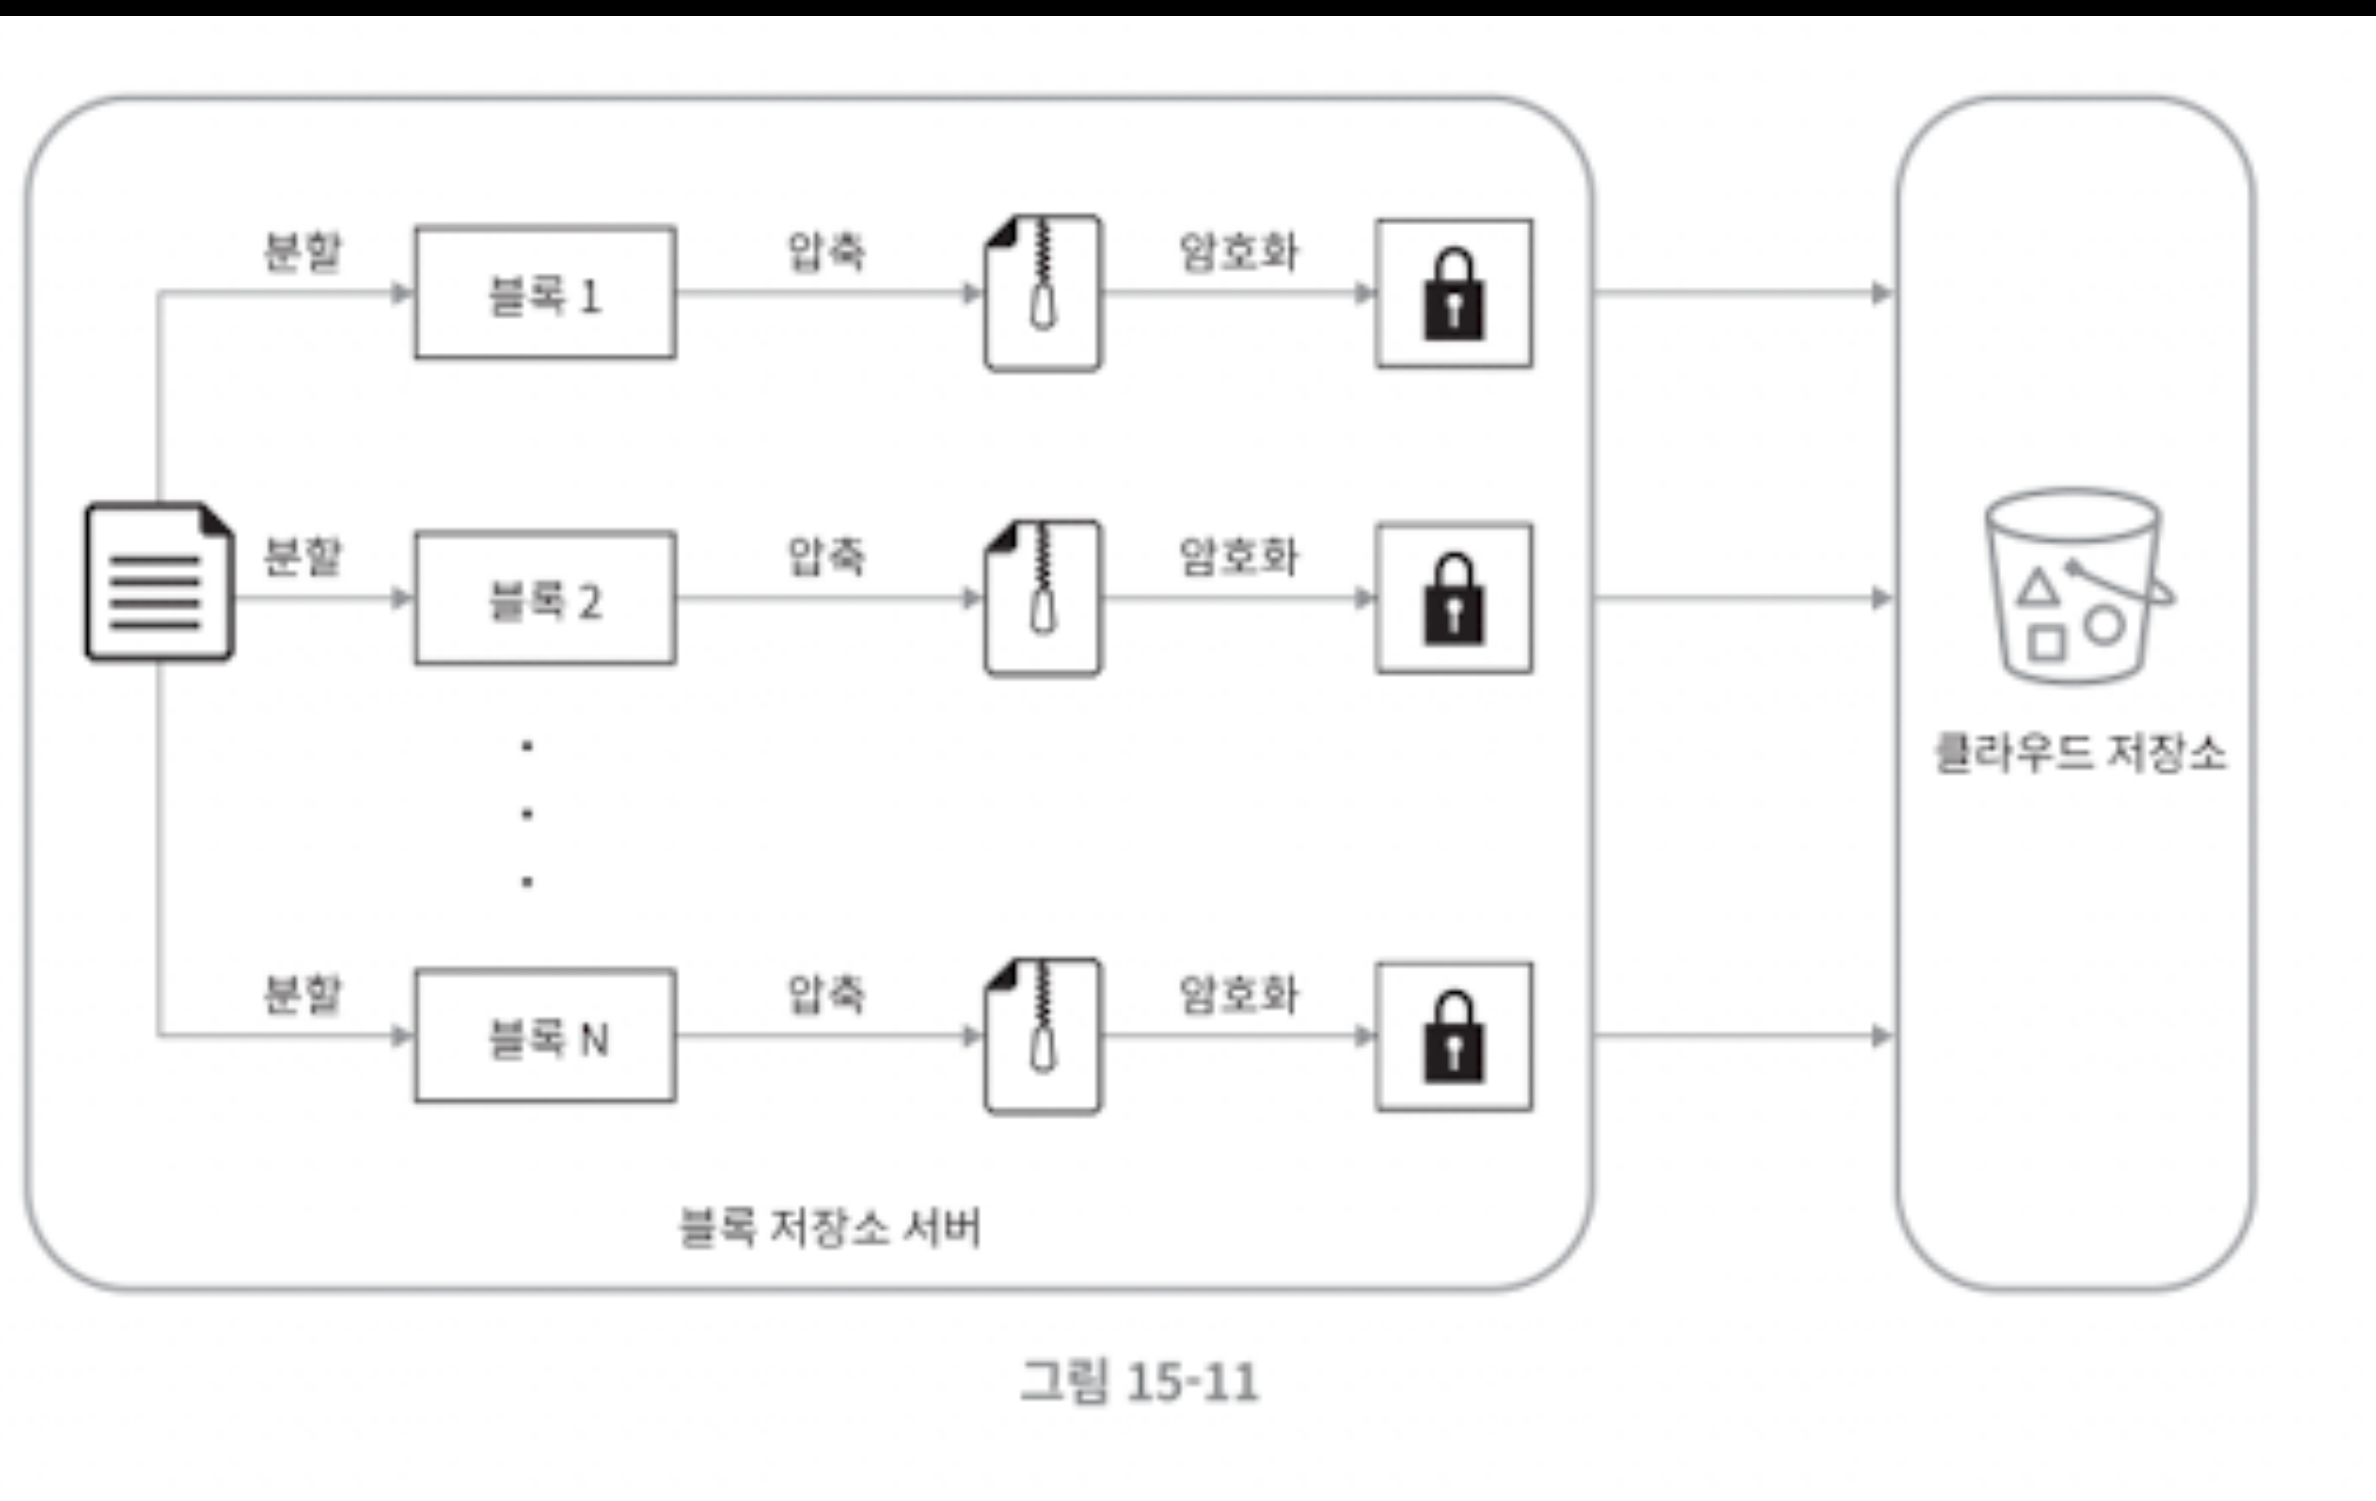 분할
압축
암호화
블록 1
분할
압축
암호화
블록 2
클라우드 저장소
분할
압축
암호화
블록 N
블록 저장소 서버
그림 15-11